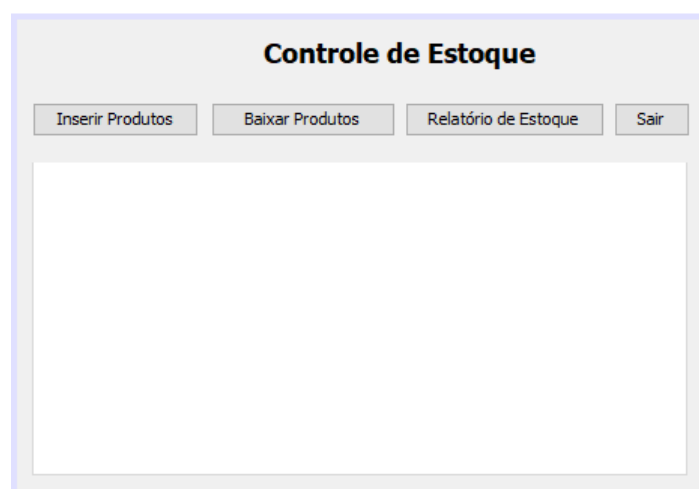 Controle de Estoque
Inserir Produtos Baixar Produtos Relatório de Estoque Sair